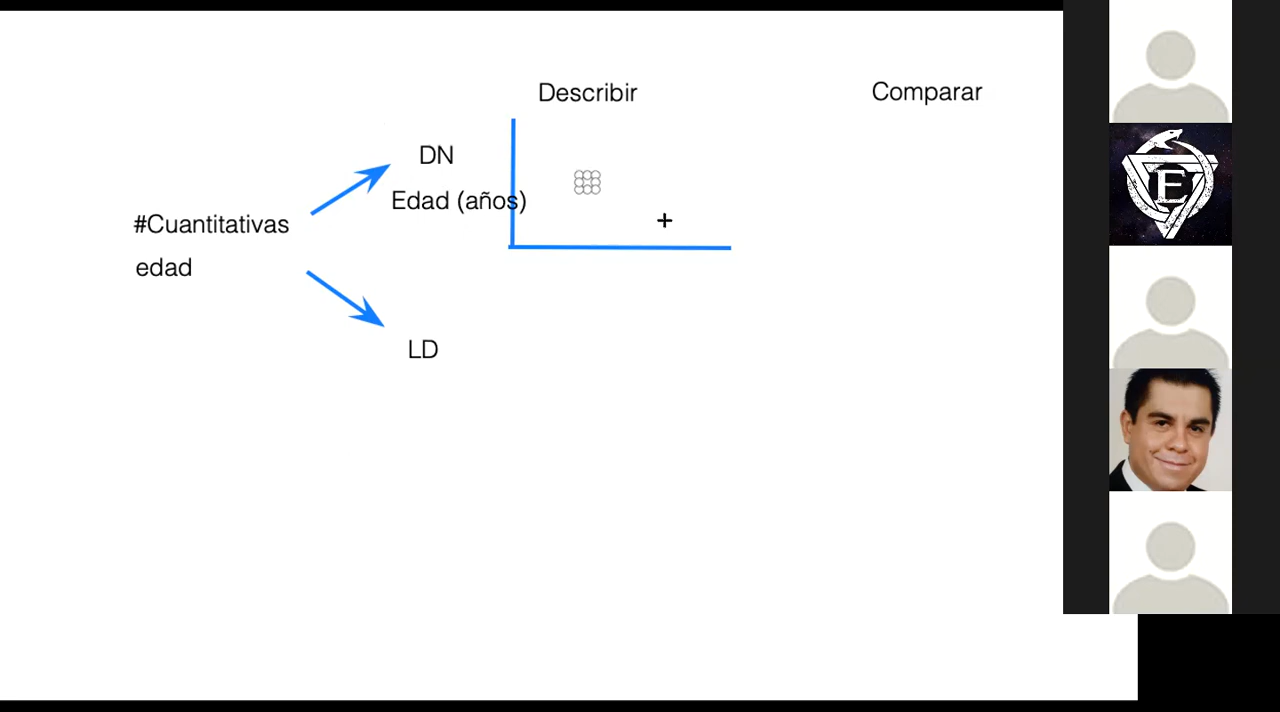 Describir
Comparar
DN
Edad (años)
#Cuantitativas
edad
LD
E